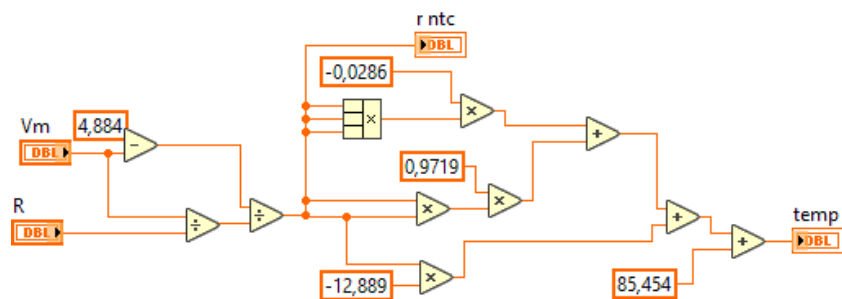 r ntc
DBL
-0,0286
Vm
4,884
DBL
x
x
+
0,9719
R
DBL
−
÷
÷
x
x
+
+
temp
DBL
-12,889
x
85,454